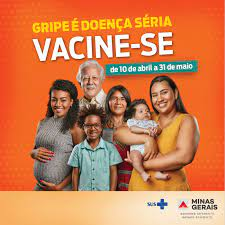 GRIPE É DOENÇA SÉRIA
VACINE-SE
de 10 de abril a 31 de maio
SUS
MINAS
GERAIS